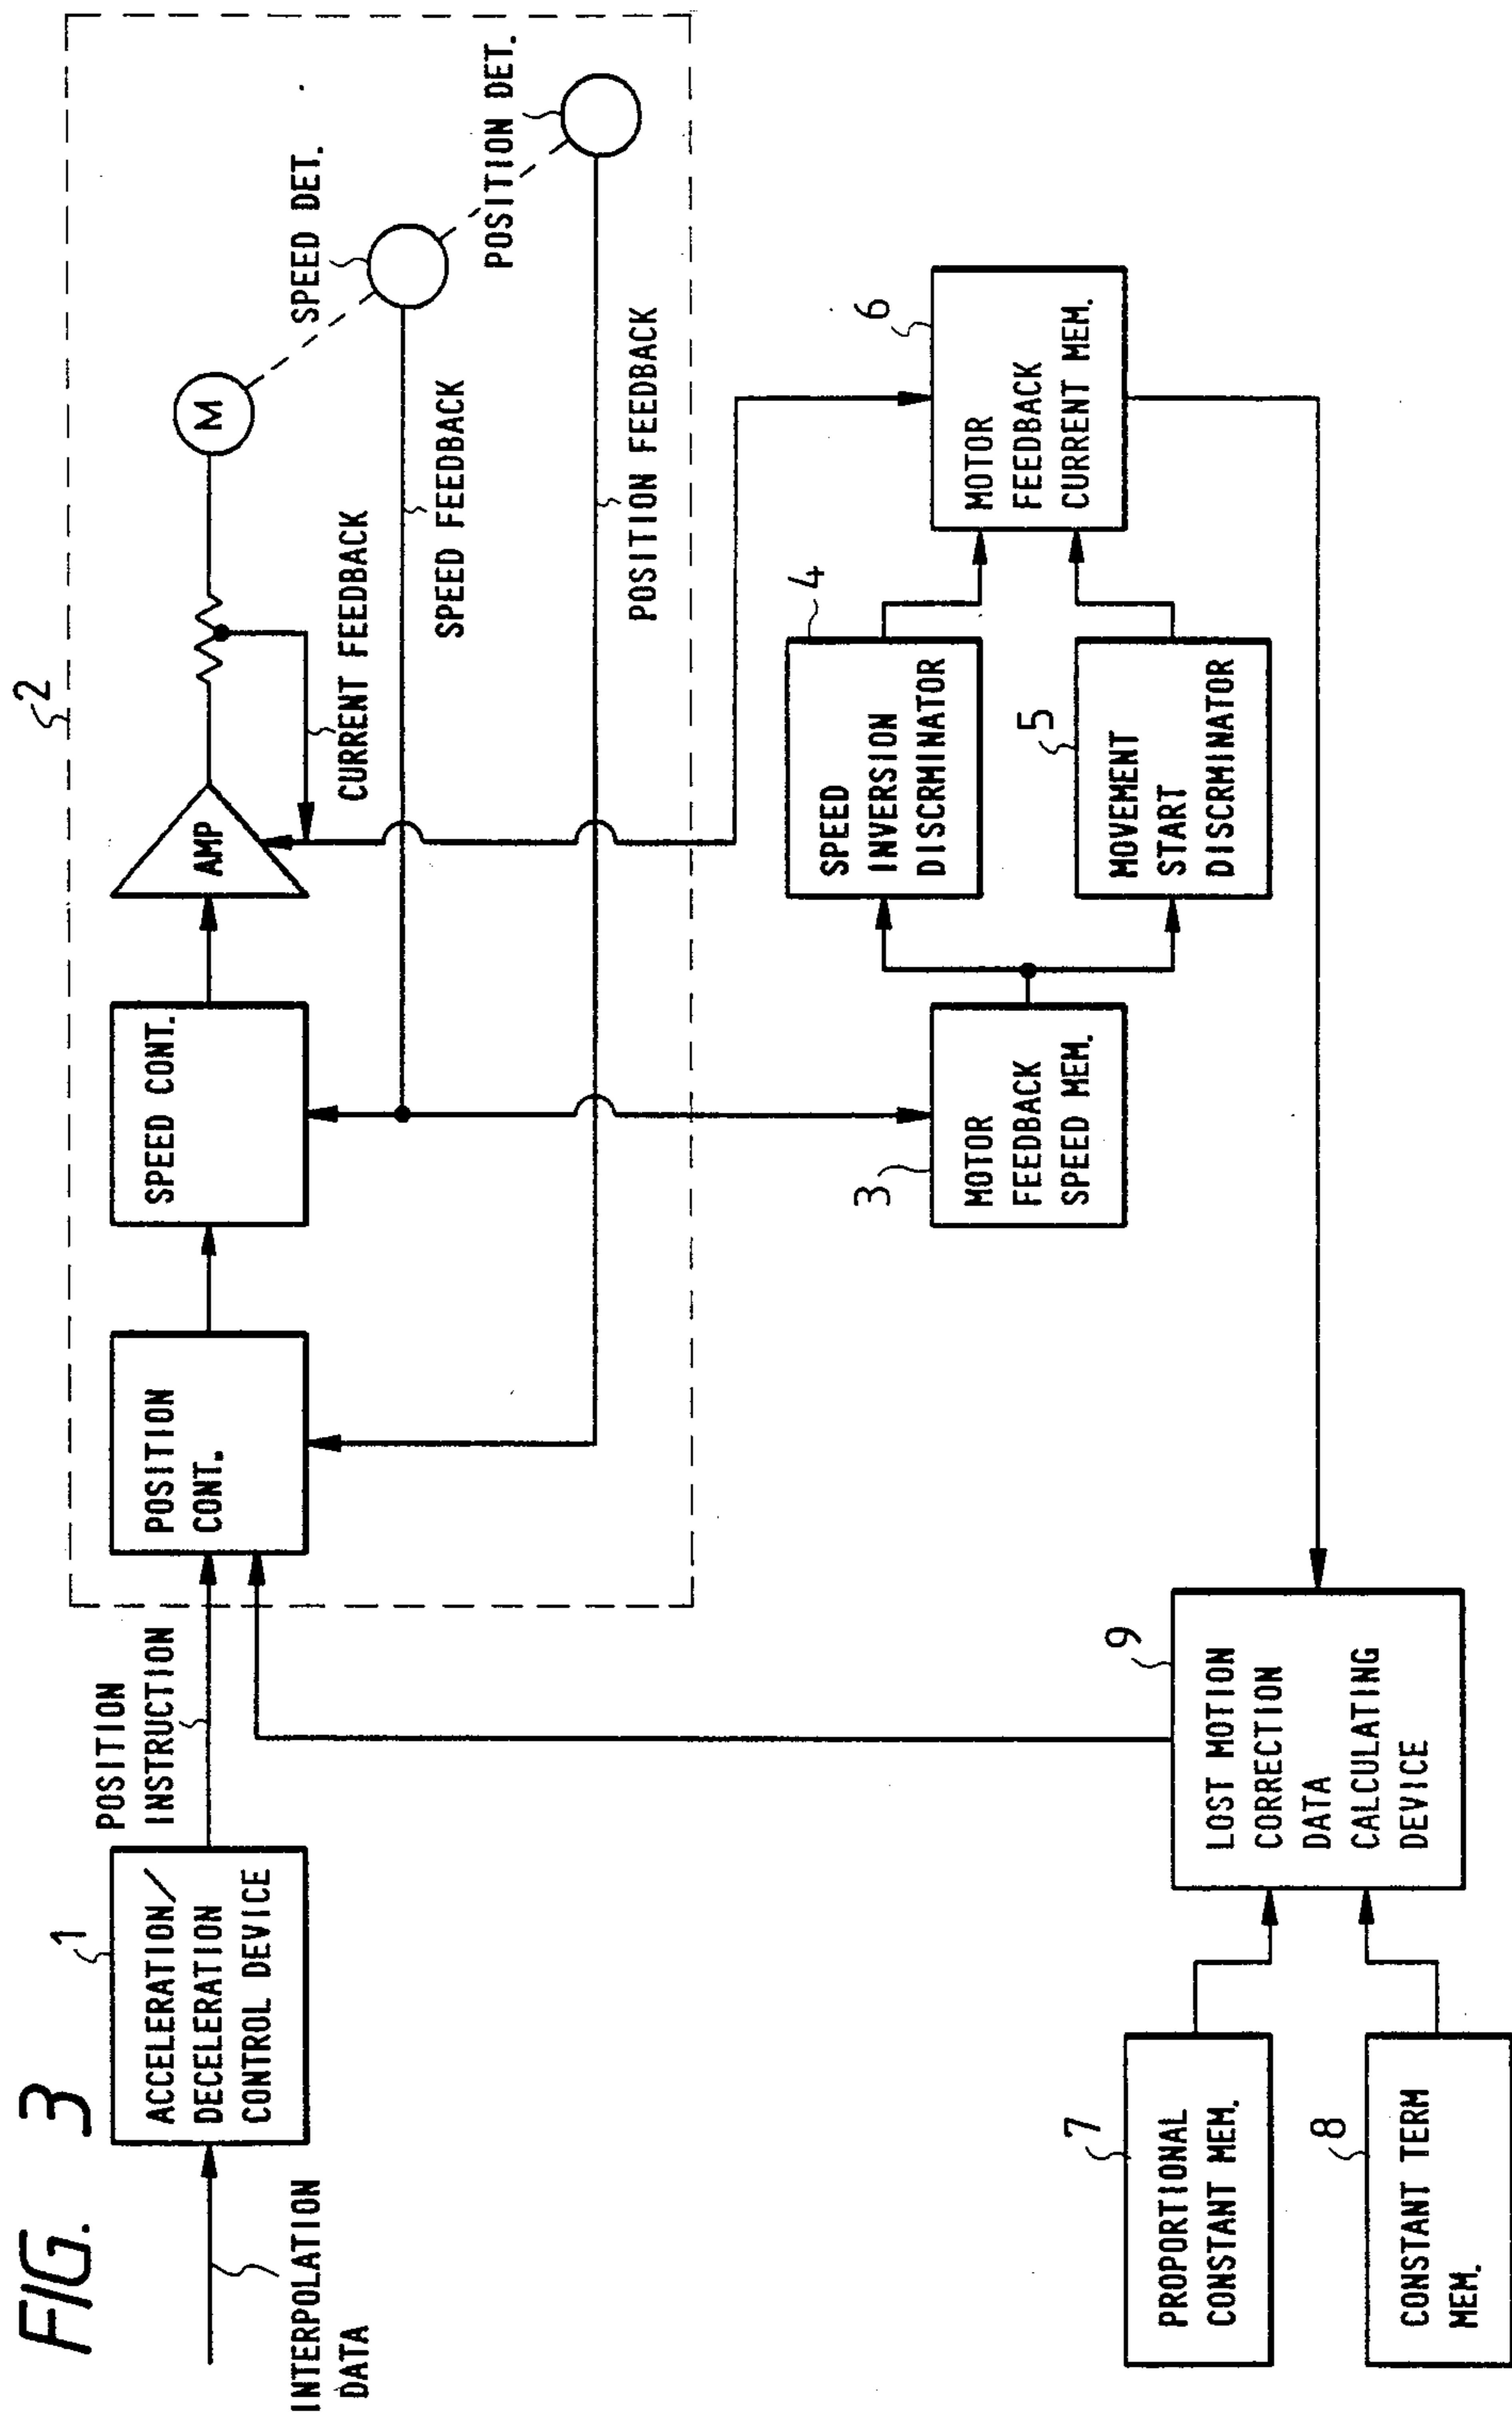 FIG. 3
2
INTERPOLATION
DATA
1
ACCELERATION/
DECELERATION
CONTROL DEVICE
POSITION
INSTRUCTION
POSITION
CONT.
SPEED CONT.
AMP
M
CURRENT FEEDBACK
SPEED DET.
SPEED FEEDBACK
POSITION DET.
POSITION FEEDBACK
3
MOTOR
FEEDBACK
SPEED MEM.
4
SPEED
INVERSION
DISCRMINATOR
5
MOVEMENT
START
DISCRMINATOR
6
MOTOR
FEEDBACK
CURRENT MEM.
7
PROPORTIONAL
CONSTANT MEM.
8
CONSTANT TERM
MEM.
9
LOST MOTION
CORRECTION
DATA
CALCULATING
DEVICE